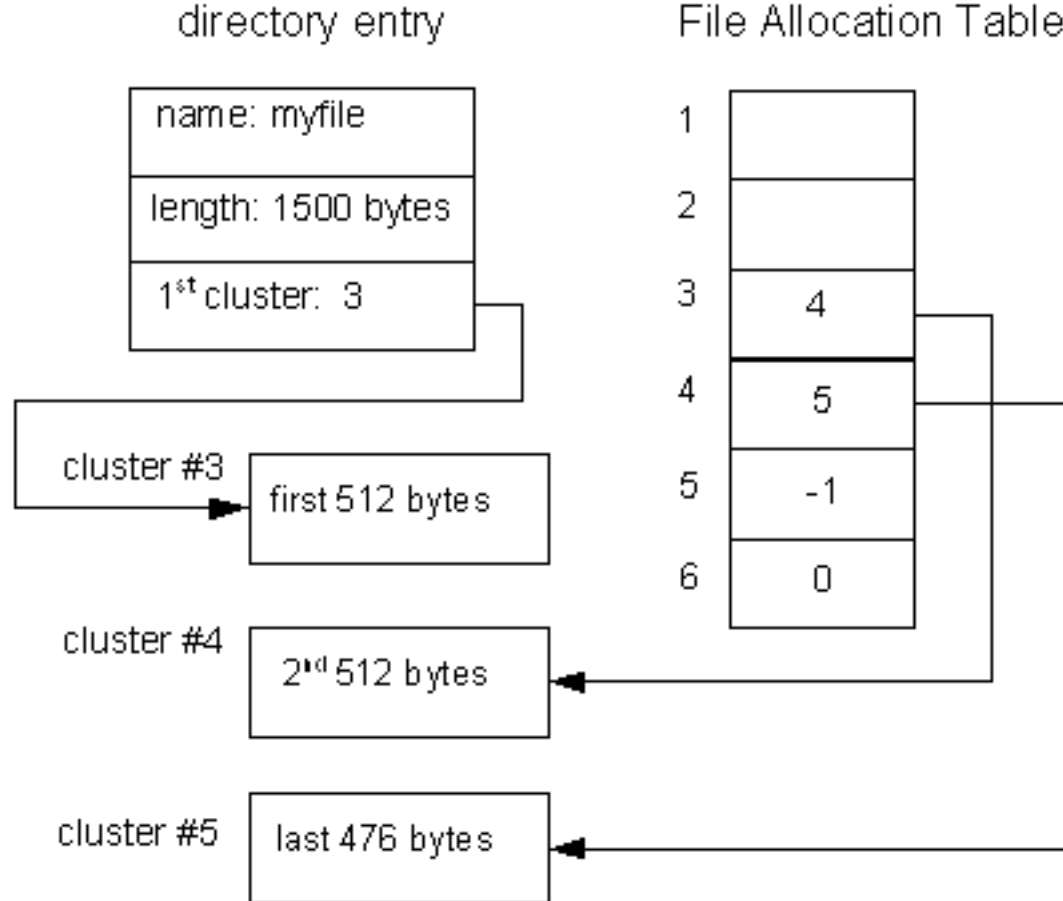 directory entry
name: myfile
length: 1500 bytes
1st cluster: 3
File Allocation Table
1
2
3 4
4 5
5 -1
6 0
cluster #3
first 512 bytes
cluster #4
2nd 512 bytes
cluster #5
last 476 bytes